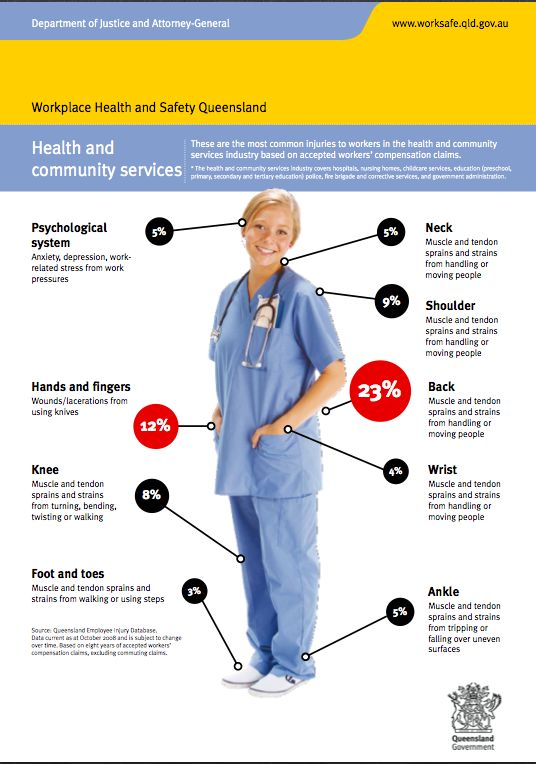 Department of Justice and Attorney-General
www.worksafe.qld.gov.au
Workplace Health and Safety Queensland
Health and
community services
These are the most common injuries to workers in the health and community
services industry based on accepted workers' compensation claims.
* The health and community services industry covers hospitals, nursing homes, childcare services, education (preschool,
primary, secondary and tertiary education) police, fire brigade and corrective services, and government administration.
Psychological
system
Anxiety, depression, work-
related stress from work
pressures
5%
5%
Neck
Muscle and tendon
sprains and strains
from handling or
moving people
9%
Shoulder
Muscle and tendon
sprains and strains
from handling or
moving people
Hands and fingers
Wounds/lacerations from
using knives
12%
23%
Back
Muscle and tendon
sprains and strains
from handling or
moving people
Knee
Muscle and tendon
sprains and strains
from turning, bending,
twisting or walking
8%
4%
Wrist
Muscle and tendon
sprains and strains
from handling or
moving people
Foot and toes
Muscle and tendon sprains and
strains from walking or using steps
3%
5%
Ankle
Muscle and tendon
sprains and strains
from tripping or
falling over uneven
surfaces
Source: Queensland Employee Injury Database.
Data current as at October 2008 and is subject to change
over time. Based on eight years of accepted workers'
compensation claims, excluding commuting claims.
Queensland
Government